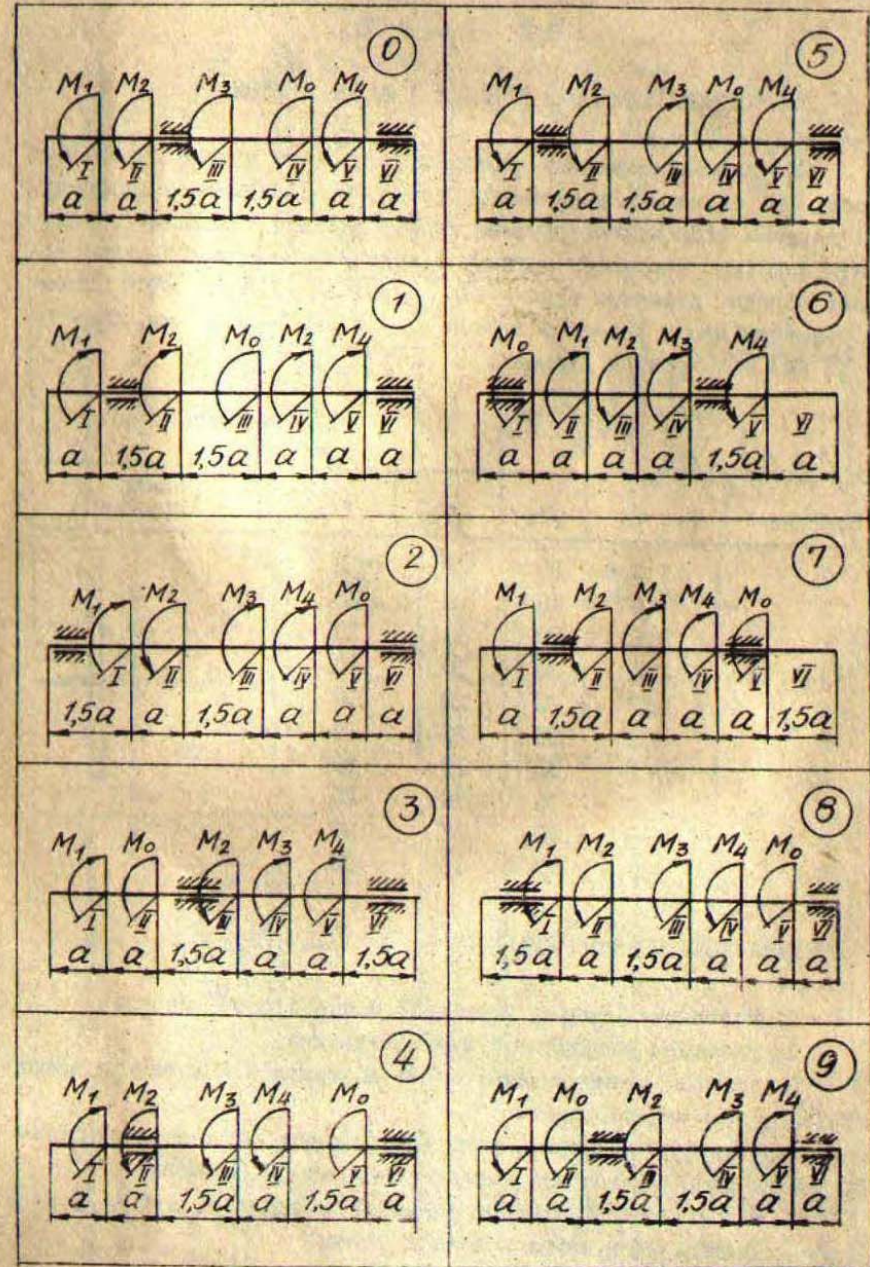 0
M₁ M₂ M₃ M₀ M₄
I II III IV V VI
a a 1,5a 1,5a a a
5
M₁ M₂ M₃ M₀ M₄
I II III IV V VI
a 1,5a 1,5a a a a
1
M₁ M₂ M₀ M₂ M₄
I II III IV V VI
a 1,5a 1,5a a a a
6
M₀ M₁ M₂ M₃ M₄
I II III IV V VI
a a a a 1,5a a
2
M₁ M₂ M₃ M₄ M₀
I II III IV V VI
1,5a a 1,5a a a a
7
M₁ M₂ M₃ M₄ M₀
I II III IV V VI
a 1,5a a a a 1,5a
3
M₁ M₀ M₂ M₃ M₄
I II III IV V VI
a a 1,5a a a 1,5a
8
M₁ M₂ M₃ M₄ M₀
I II III IV V VI
1,5a a 1,5a a a a
4
M₁ M₂ M₃ M₄ M₀
I II III IV V VI
a a 1,5a a 1,5a a
9
M₁ M₀ M₂ M₃ M₄
I II III IV V VI
a a 1,5a 1,5a a a